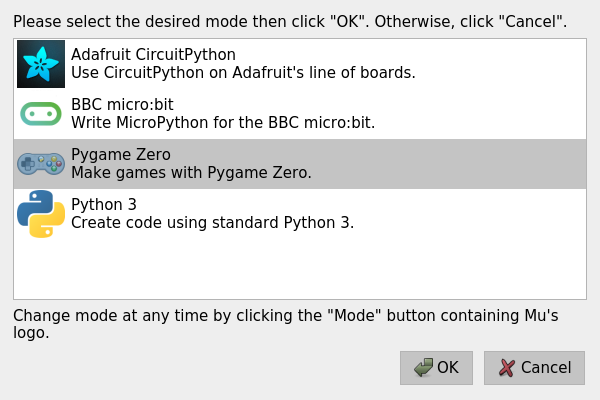 Please select the desired mode then click "OK". Otherwise, click "Cancel".
Adafruit CircuitPython
Use CircuitPython on Adafruit's line of boards.
BBC micro:bit
Write MicroPython for the BBC micro:bit.
Pygame Zero
Make games with Pygame Zero.
Python 3
Create code using standard Python 3.
Change mode at any time by clicking the "Mode" button containing Mu's
logo.
OK Cancel